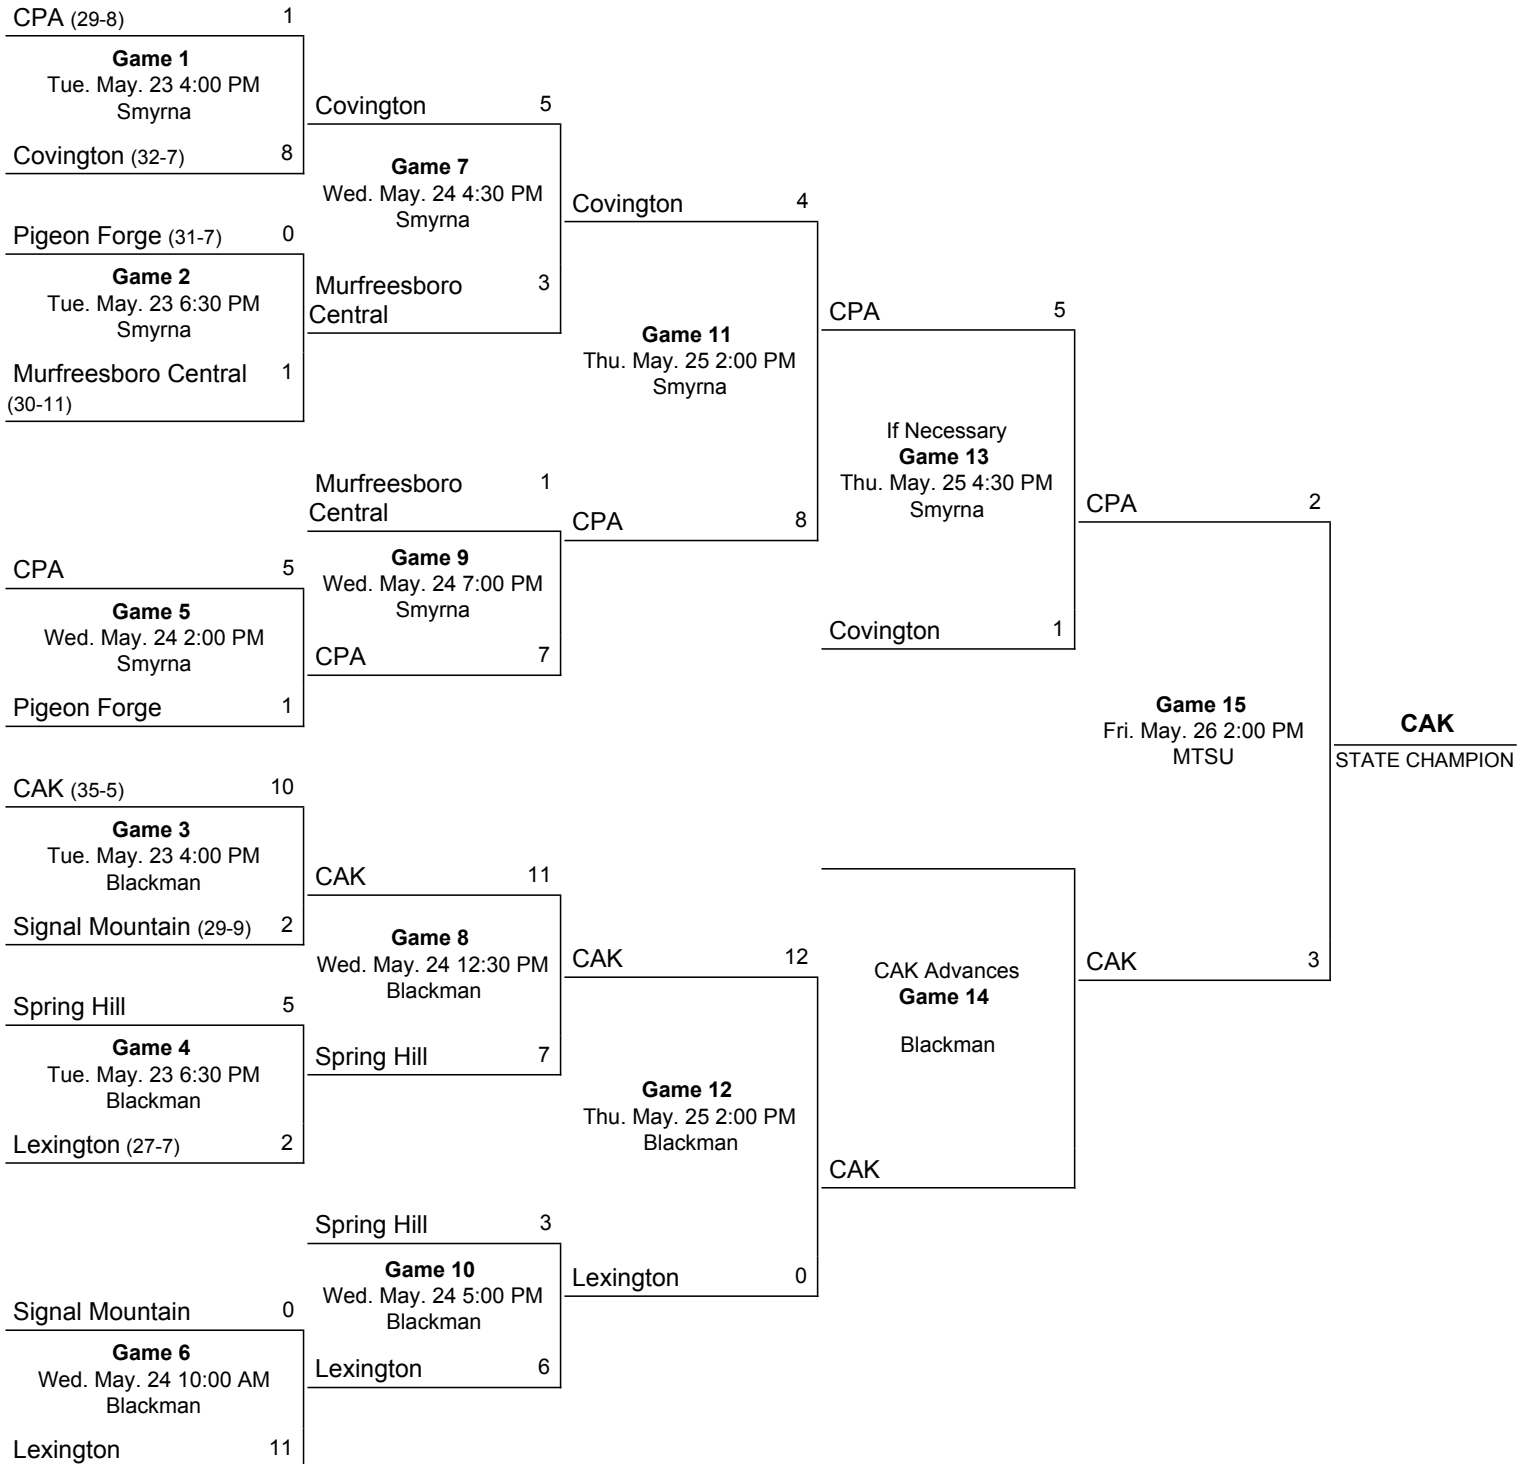 CPA (29-8) 1
Game 1
Tue. May. 23 4:00 PM
Smyrna
Covington (32-7) 8
Pigeon Forge (31-7) 0
Game 2
Tue. May. 23 6:30 PM
Smyrna
Murfreesboro Central 1
(30-11)
CPA 5
Game 5
Wed. May. 24 2:00 PM
Smyrna
Pigeon Forge 1
CAK (35-5) 10
Game 3
Tue. May. 23 4:00 PM
Blackman
Signal Mountain (29-9) 2
Spring Hill 5
Game 4
Tue. May. 23 6:30 PM
Blackman
Lexington (27-7) 2
Signal Mountain 0
Game 6
Wed. May. 24 10:00 AM
Blackman
Lexington 11
Covington 5
Game 7
Wed. May. 24 4:30 PM
Smyrna
Murfreesboro 3
Central
Murfreesboro 1
Central
Game 9
Wed. May. 24 7:00 PM
Smyrna
CPA 7
CAK 11
Game 8
Wed. May. 24 12:30 PM
Blackman
Spring Hill 7
Spring Hill 3
Game 10
Wed. May. 24 5:00 PM
Blackman
Lexington 6
Covington 4
Game 11
Thu. May. 25 2:00 PM
Smyrna
CPA 8
CAK 12
Game 12
Thu. May. 25 2:00 PM
Blackman
Lexington 0
CPA 5
If Necessary
Game 13
Thu. May. 25 4:30 PM
Smyrna
Covington 1
CAK Advances
Game 14
Blackman
CAK
CPA 2
Game 15
Fri. May. 26 2:00 PM
MTSU
CAK 3
CAK
STATE CHAMPION